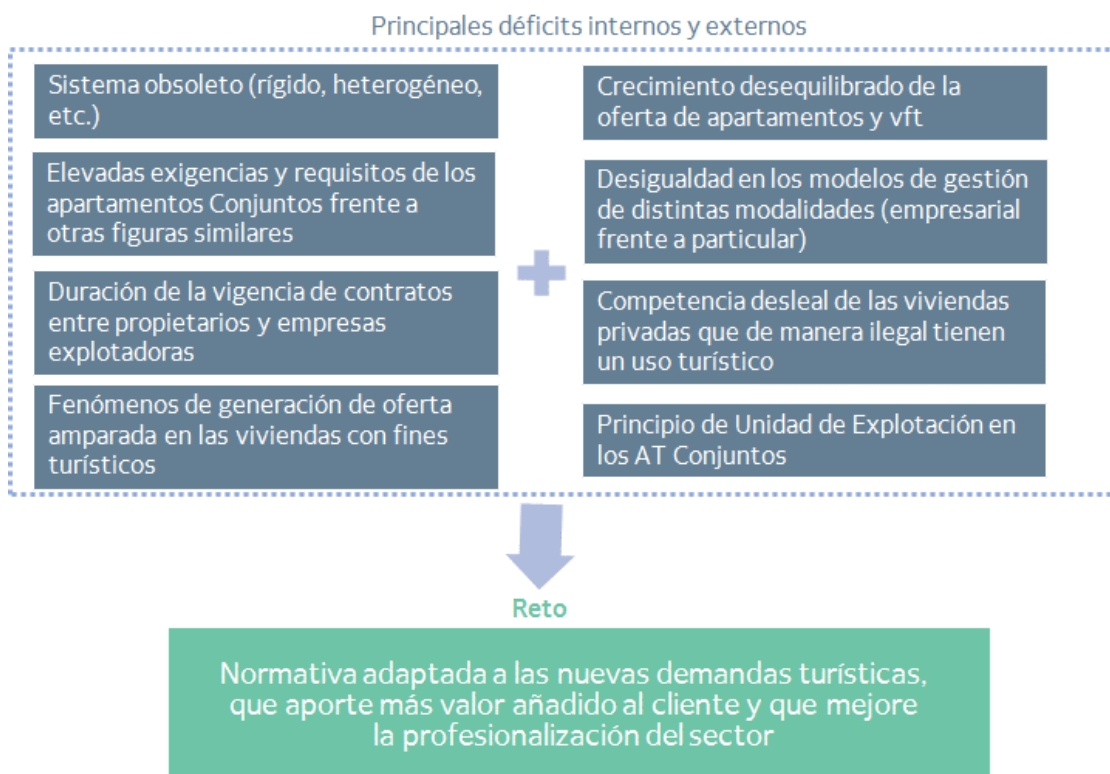 Principales déficits internos y externos
Sistema obsoleto (rígido, heterogéneo,
etc.)
Elevadas exigencias y requisitos de los
apartamentos Conjuntos frente a
otras figuras similares
Duración de la vigencia de contratos
entre propietarios y empresas
explotadoras
Fenómenos de generación de oferta
amparada en las viviendas con fines
turísticos
Crecimiento desequilibrado de la
oferta de apartamentos y vft
Desigualdad en los modelos de gestión
de distintas modalidades (empresarial
frente a particular)
Competencia desleal de las viviendas
privadas que de manera ilegal tienen
un uso turístico
Principio de Unidad de Explotación en
los AT Conjuntos
Reto
Normativa adaptada a las nuevas demandas turísticas,
que aporte más valor añadido al cliente y que mejore
la profesionalización del sector